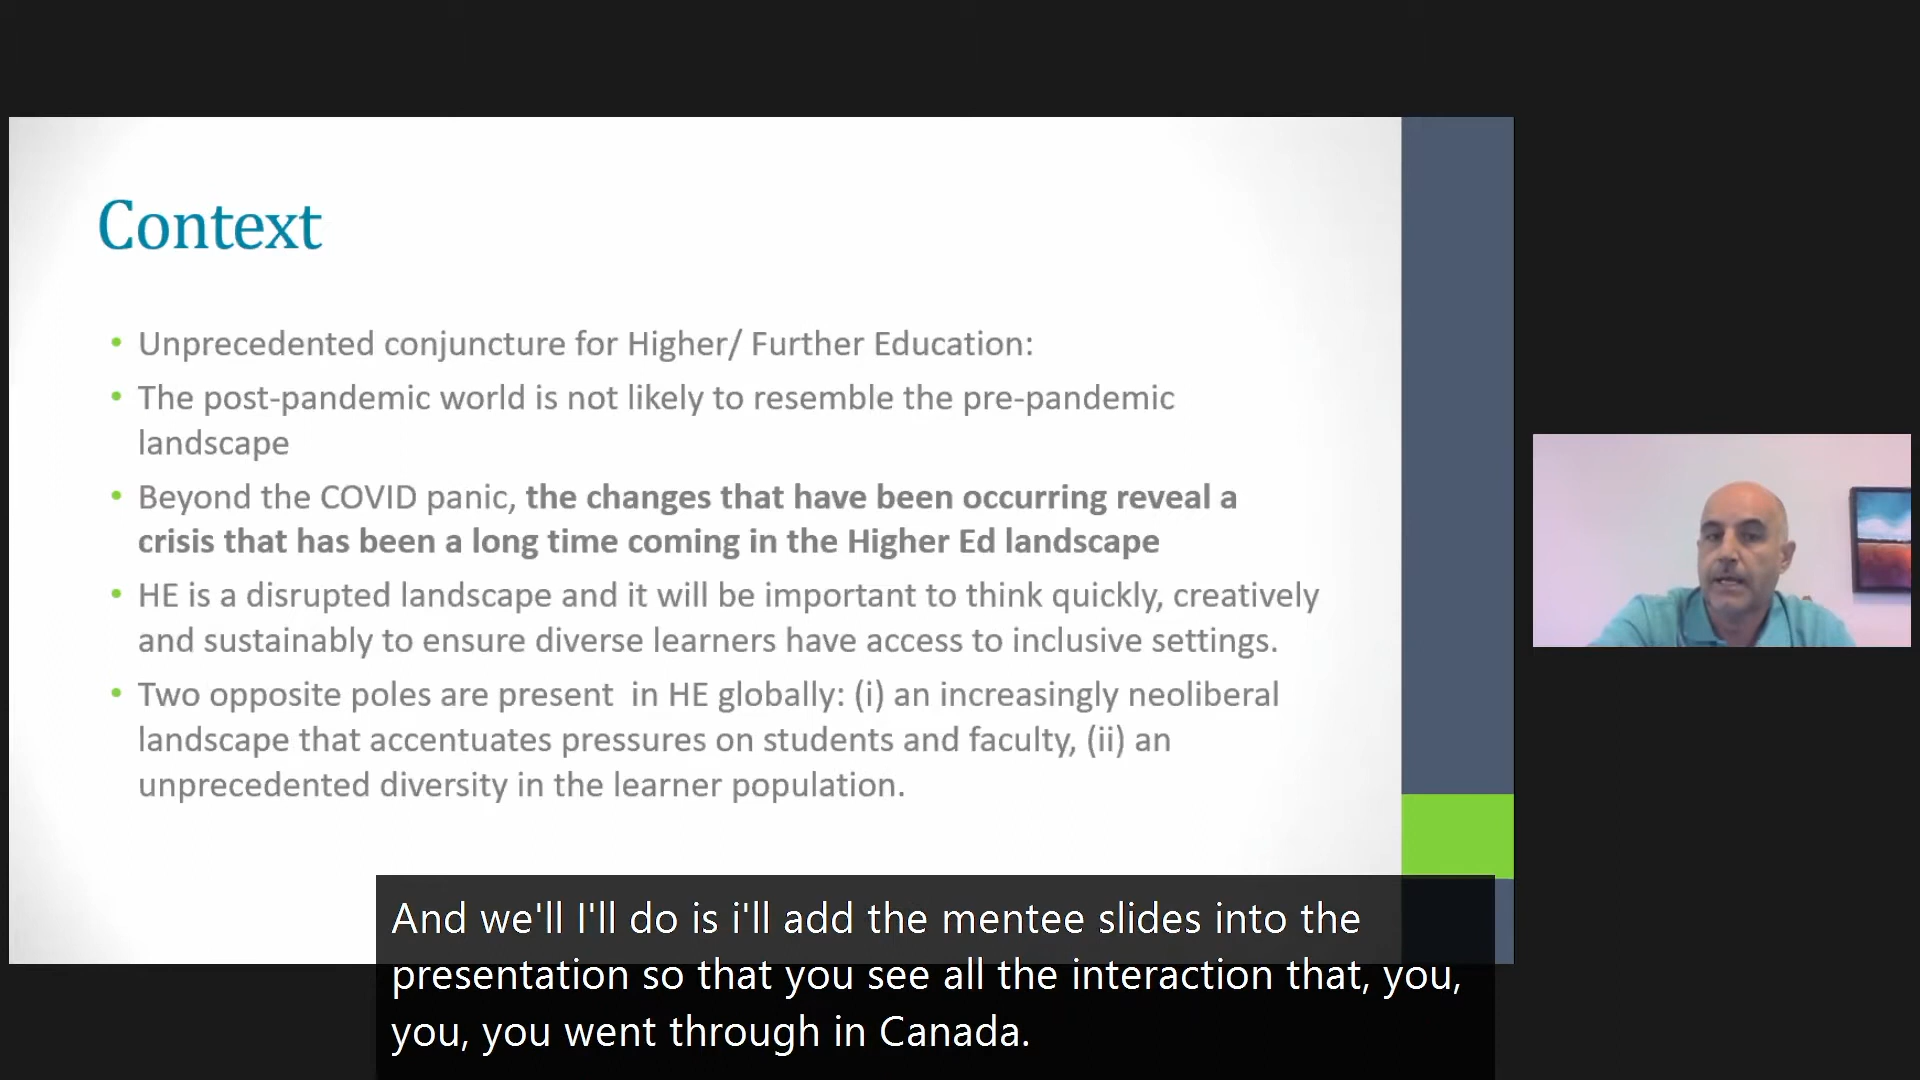 Context
• Unprecedented conjuncture for Higher/ Further Education:
• The post-pandemic world is not likely to resemble the pre-pandemic
landscape
• Beyond the COVID panic, the changes that have been occurring reveal a
crisis that has been a long time coming in the Higher Ed landscape
• HE is a disrupted landscape and it will be important to think quickly, creatively
and sustainably to ensure diverse learners have access to inclusive settings.
• Two opposite poles are present  in HE globally: (i) an increasingly neoliberal
landscape that accentuates pressures on students and faculty, (ii) an
unprecedented diversity in the learner population.
And we'll I'll do is i'll add the mentee slides into the
presentation so that you see all the interaction that, you,
you, you went through in Canada.